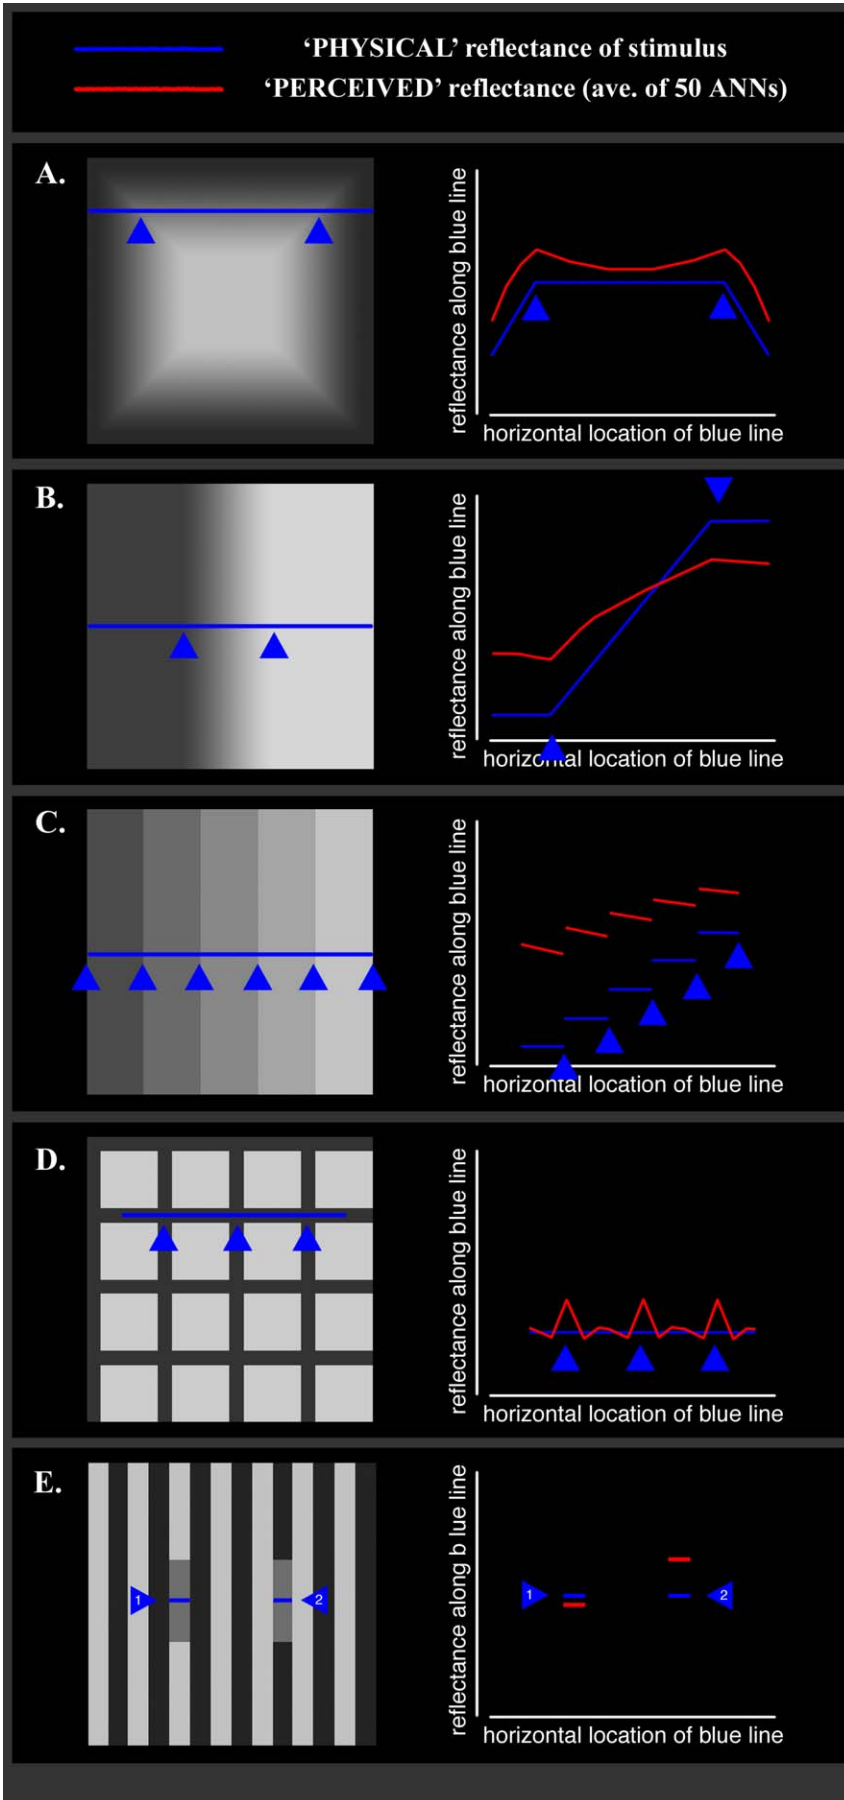 ‘PHYSICAL’ reflectance of stimulus
‘PERCEIVED’ reflectance (ave. of 50 ANNs)
A.
reflectance along blue line
horizontal location of blue line
B.
reflectance along blue line
horizontal location of blue line
C.
reflectance along blue line
horizontal location of blue line
D.
reflectance along blue line
horizontal location of blue line
E.
1
2
reflectance along b lue line
1
2
horizontal location of blue line